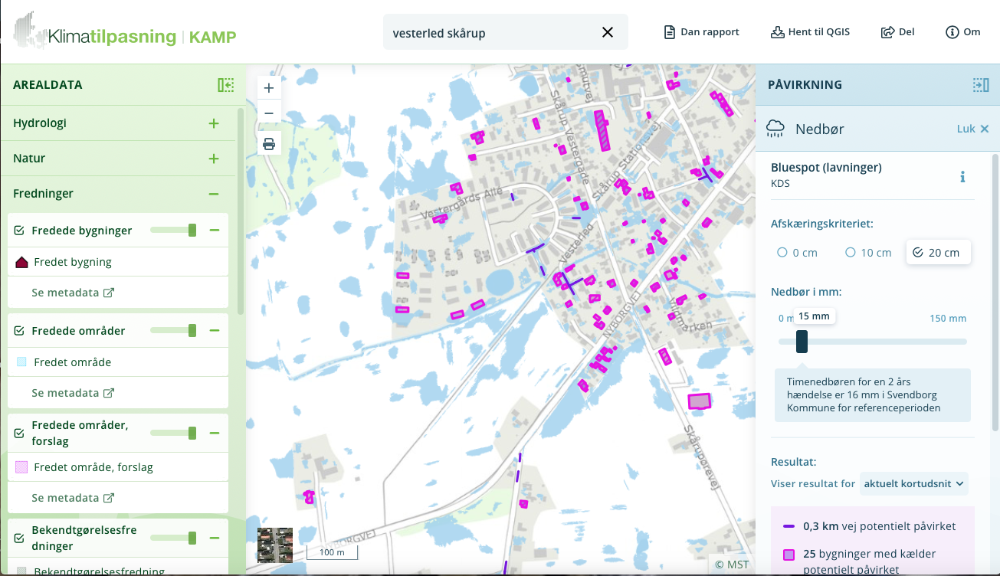 Klimatilpasning | KAMP
vesterled skårup
Dan rapport
Hent til QGIS
Del
Om
AREALDATA
Hydrologi
Natur
Fredninger
Fredede bygninger
Fredet bygning
Se metadata
Fredede områder
Fredet område
Se metadata
Fredede områder,
forslag
Fredet område, forslag
Se metadata
Bekendtgørelsesfre
dninger
Bekendtgørelsesfredning
Skårup Vestergade
Skårup Stationsvej
Vestergårds Alle
Vesterled
NYBORGVEJ
Skårupørevej
NYBORGVEJ
100 m
© MST
PÅVIRKNING
Nedbør
Luk
Bluespot (lavninger)
KDS
Afskæringskriteriet:
0 cm
10 cm
20 cm
Nedbør i mm:
0 m
15 mm
150 mm
Timenedbøren for en 2 års
hændelse er 16 mm i Svendborg
Kommune for referenceperioden
Resultat:
Viser resultat for aktuelt kortudsnit
0,3 km vej potentielt påvirket
25 bygninger med kælder
potentielt påvirket